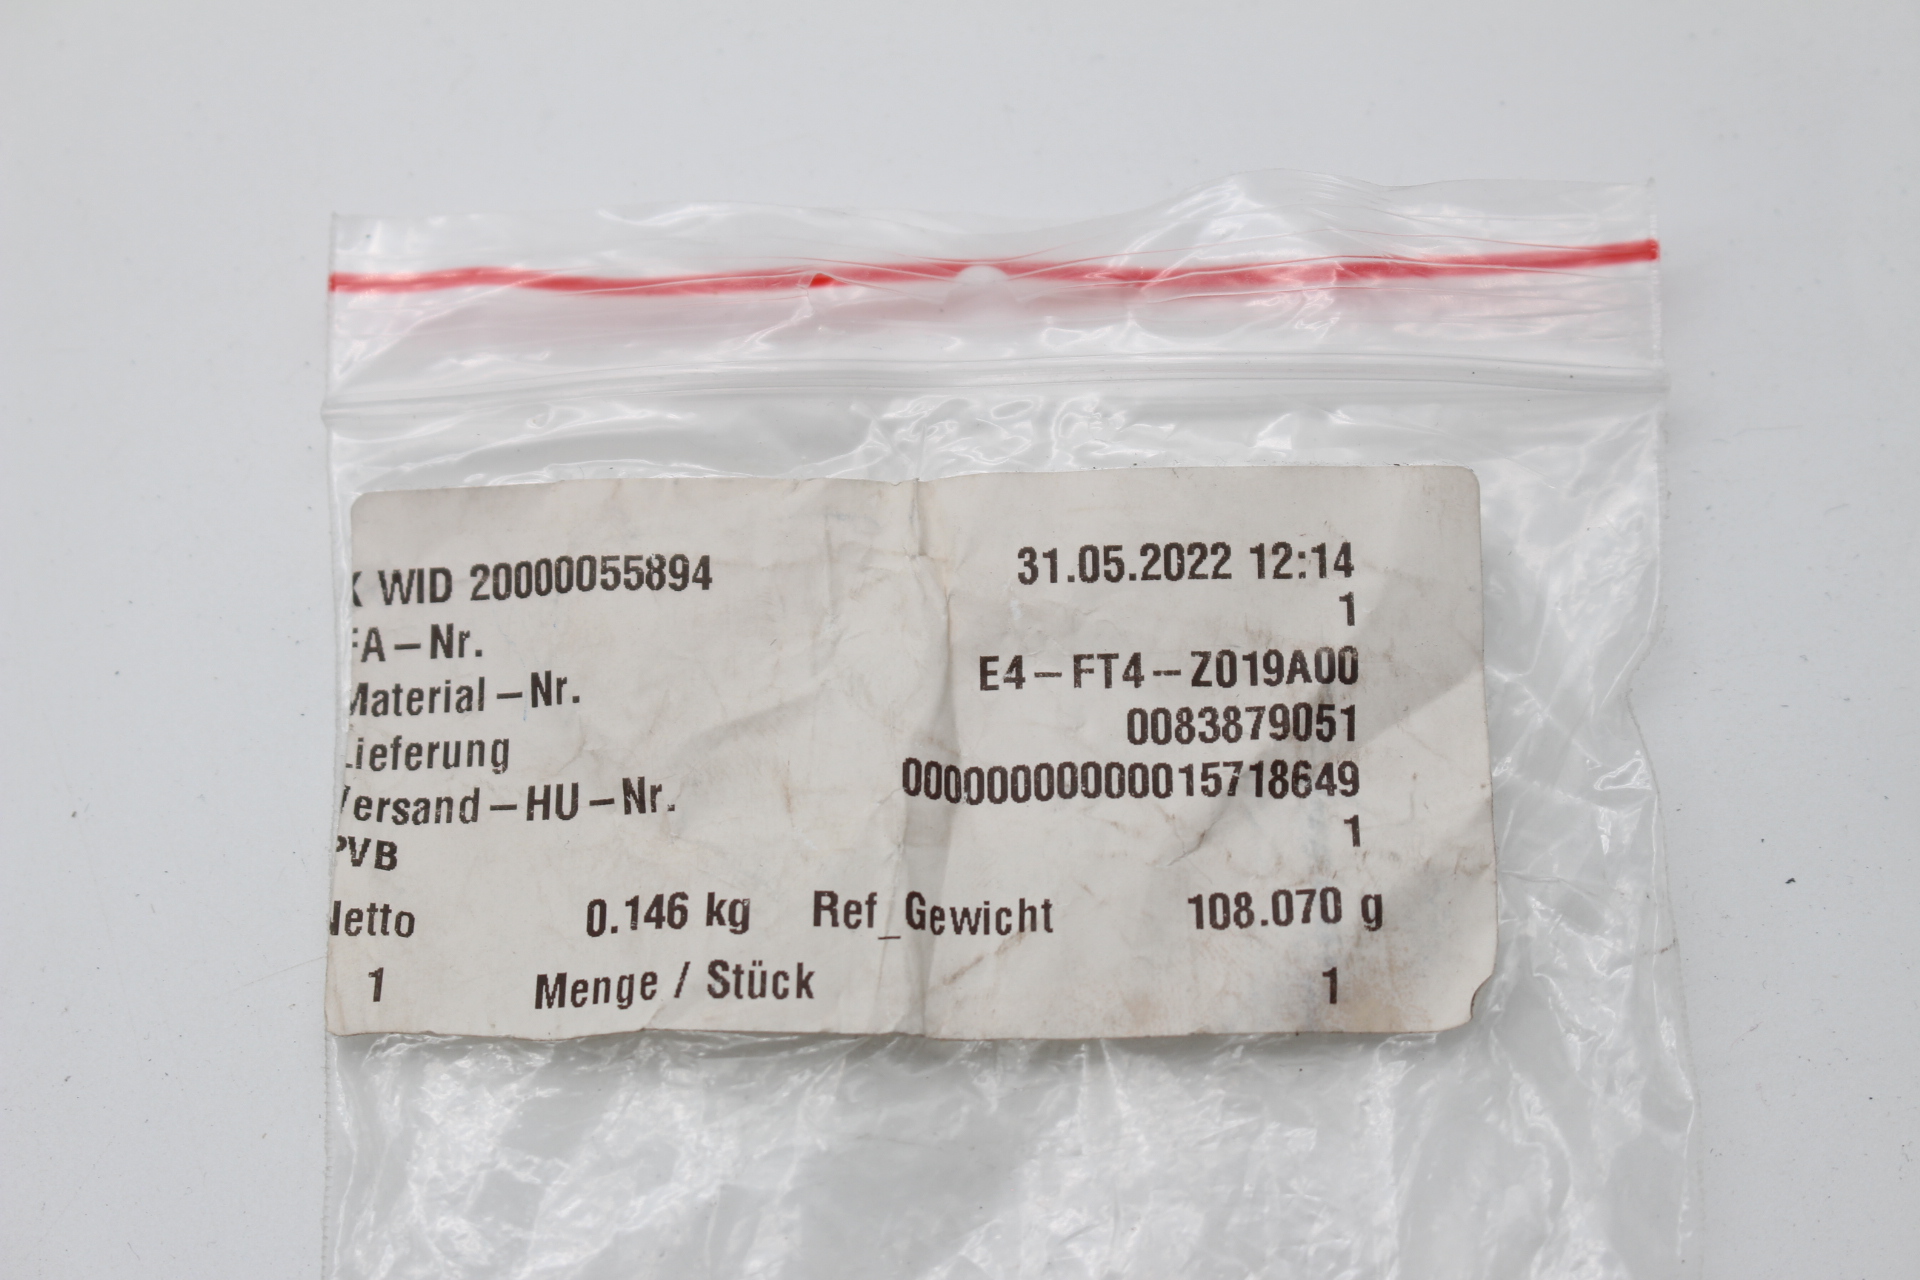 K WID 20000055894 31.05.2022 12:14
FA-Nr. 1
Material-Nr. E4-FT4-Z019A00
Lieferung 0083879051
Versand-HU-Nr. 00000000000015718649
PVB 1
Netto 0.146 kg Ref_Gewicht 108.070 g
1 Menge / Stück 1